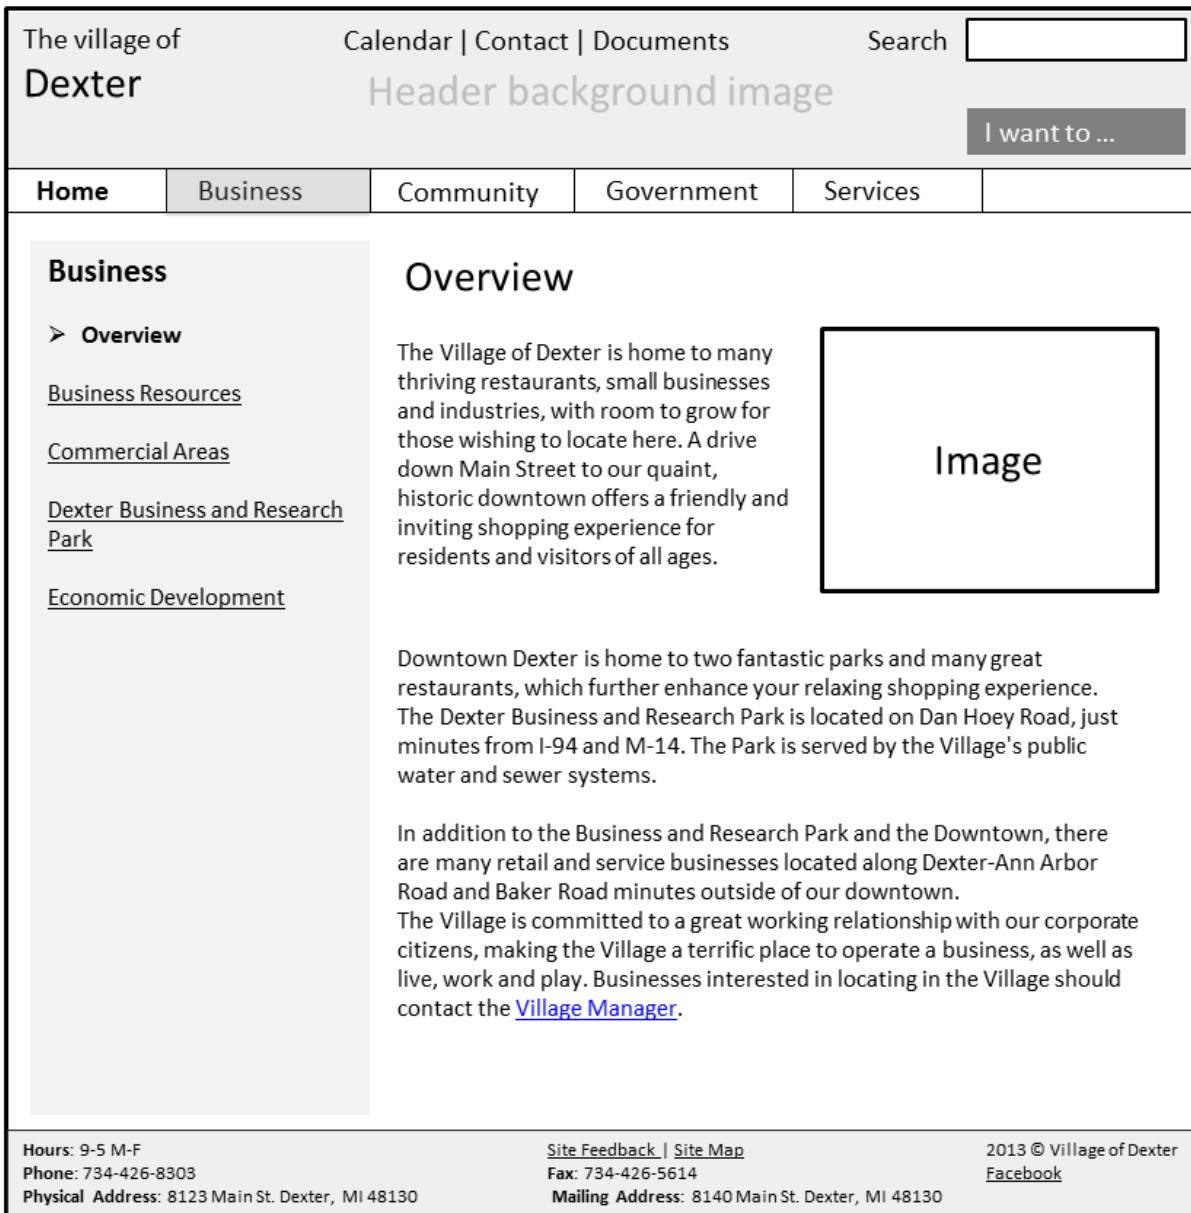 The village of
Dexter
Calendar | Contact | Documents
Search
Header background image
I want to ...
Home
Business
Community
Government
Services
Business
➢ Overview
Business Resources
Commercial Areas
Dexter Business and Research
Park
Economic Development
Overview
The Village of Dexter is home to many
thriving restaurants, small businesses
and industries, with room to grow for
those wishing to locate here. A drive
down Main Street to our quaint,
historic downtown offers a friendly and
inviting shopping experience for
residents and visitors of all ages.
Image
Downtown Dexter is home to two fantastic parks and many great
restaurants, which further enhance your relaxing shopping experience.
The Dexter Business and Research Park is located on Dan Hoey Road, just
minutes from I-94 and M-14. The Park is served by the Village's public
water and sewer systems.
In addition to the Business and Research Park and the Downtown, there
are many retail and service businesses located along Dexter-Ann Arbor
Road and Baker Road minutes outside of our downtown.
The Village is committed to a great working relationship with our corporate
citizens, making the Village a terrific place to operate a business, as well as
live, work and play. Businesses interested in locating in the Village should
contact the Village Manager.
Hours: 9-5 M-F
Phone: 734-426-8303
Physical Address: 8123 Main St. Dexter, MI 48130
Site Feedback | Site Map
Fax: 734-426-5614
Mailing Address: 8140 Main St. Dexter, MI 48130
2013 © Village of Dexter
Facebook